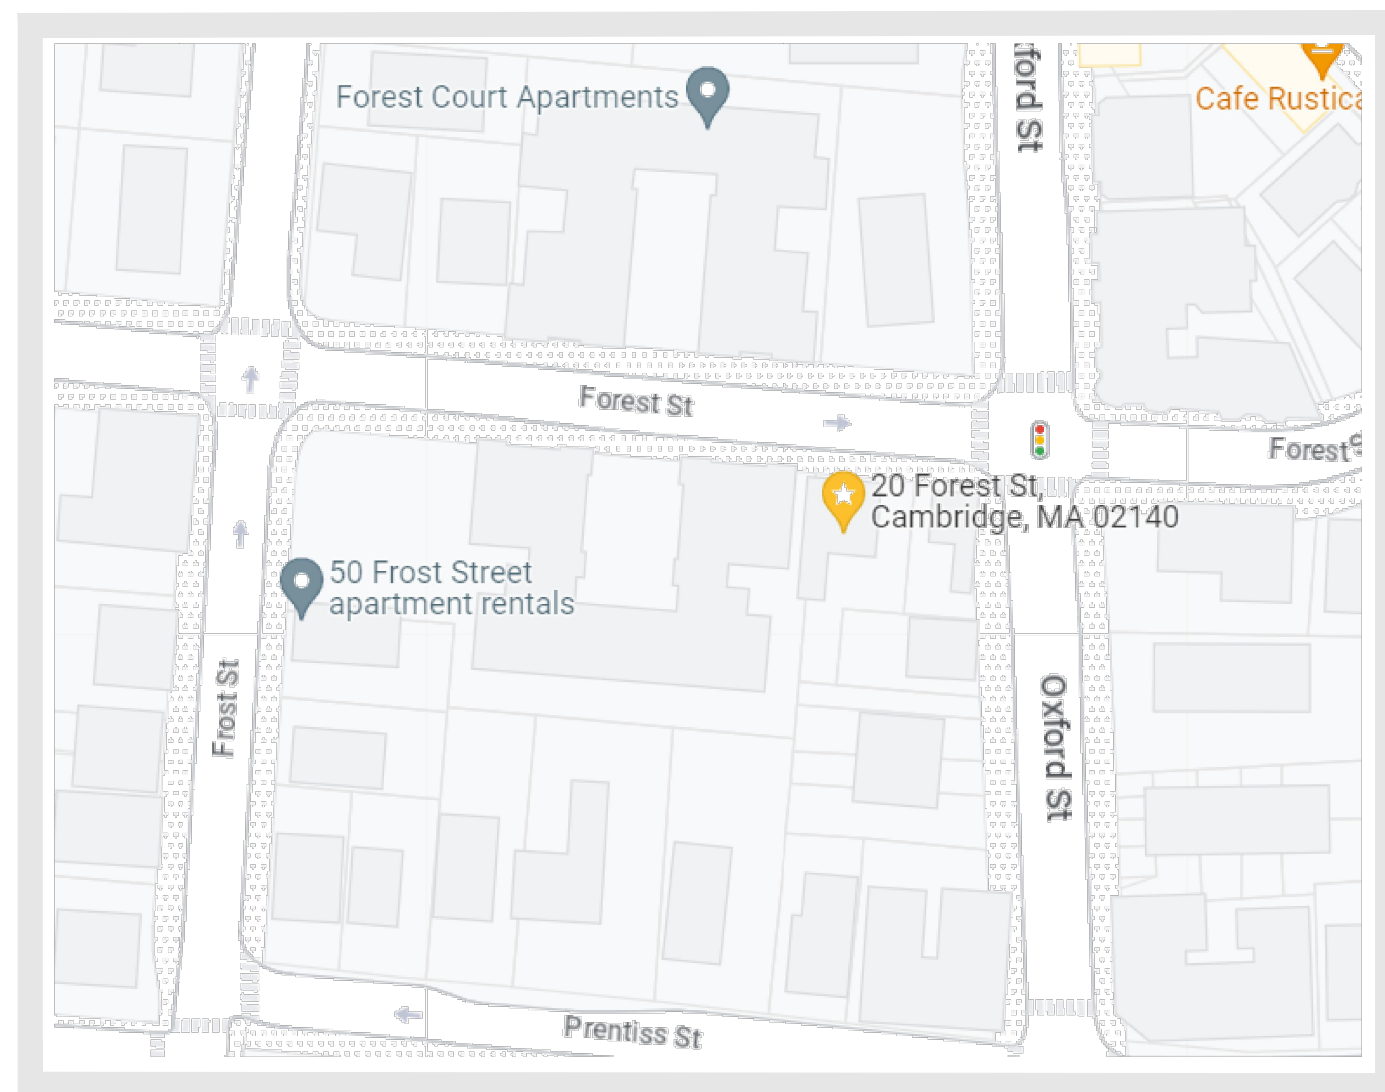 ford St
Forest Court Apartments
Cafe Rustica
Forest St
Forest
20 Forest St,
Cambridge, MA 02140
50 Frost Street
apartment rentals
Frost St
Oxford St
Prentiss St